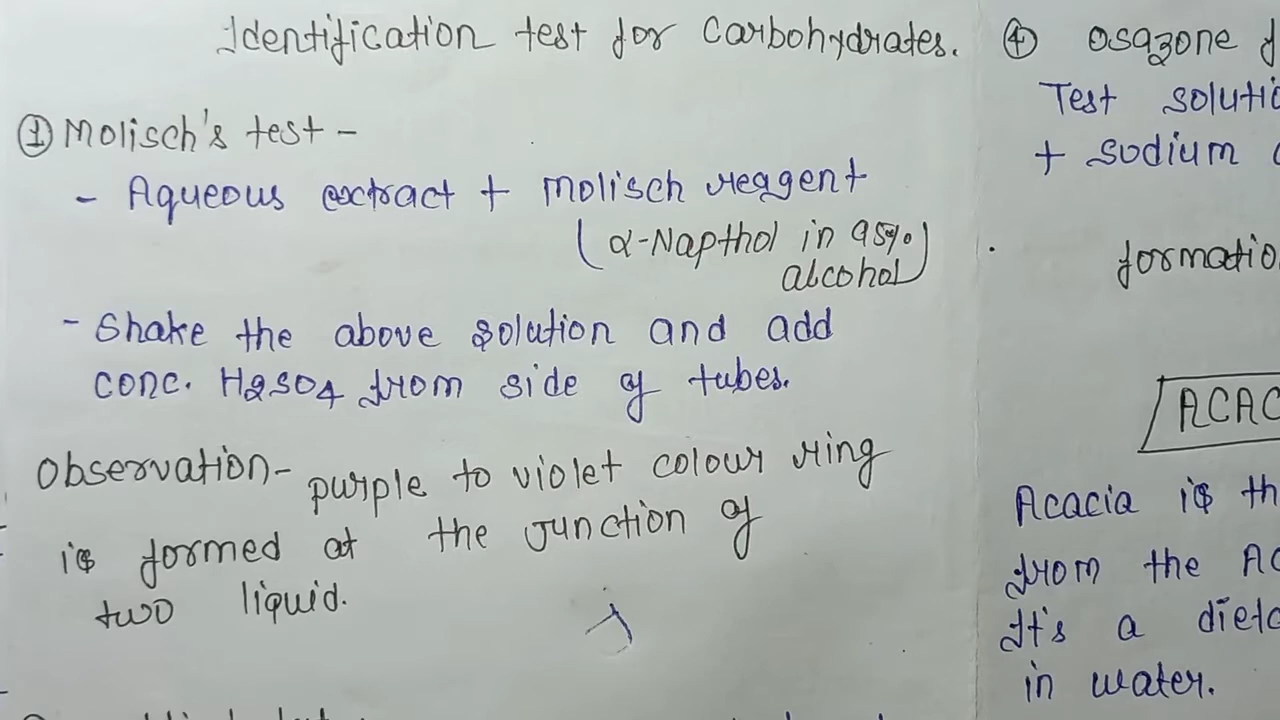 Identification test for Carbohydrates.
① Molisch's test -
- Aqueous extract + Molisch reagent
(α-Napthol in 95% alcohol)
- Shake the above solution and add
conc. H2SO4 from side of tubes.
Observation- purple to violet colour ring
is formed at the junction of
two liquid.
④ Osazone f
Test soluti
+ sodium
formatio
ACAC
Acacia is th
from the Ac
It's a diet
in water.